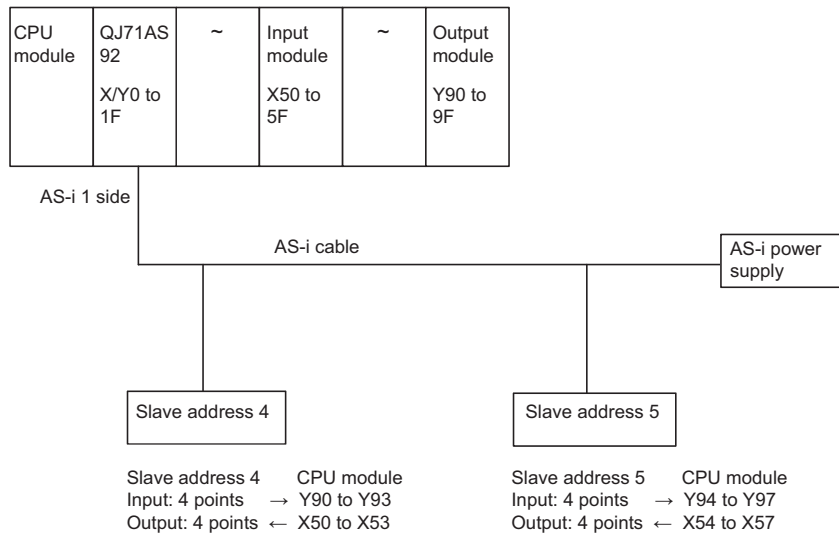 CPU module
QJ71AS 92
X/Y0 to 1F
~
Input module
X50 to 5F
~
Output module
Y90 to 9F
AS-i 1 side
AS-i cable
AS-i power supply
Slave address 4
Slave address 5
Slave address 4 CPU module
Input: 4 points → Y90 to Y93
Output: 4 points ← X50 to X53
Slave address 5 CPU module
Input: 4 points → Y94 to Y97
Output: 4 points ← X54 to X57